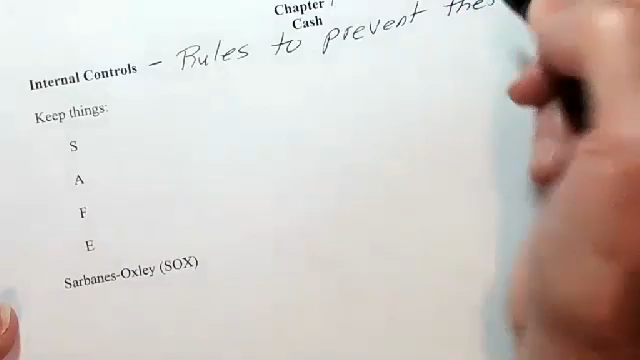 Chapter
Cash
Internal Controls - Rules to prevent
Keep things:
S
A
F
E
Sarbanes-Oxley (SOX)